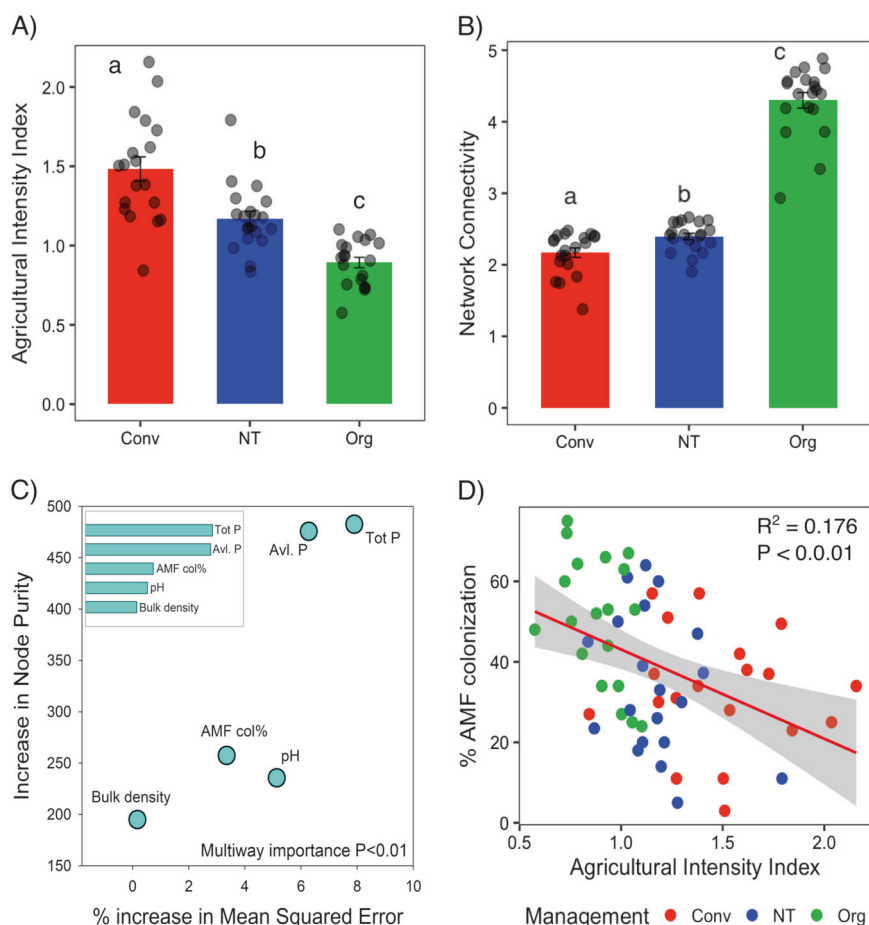 A)
Agricultural Intensity Index
2.0
1.5
1.0
0.5
0.0
a
b
c
Conv
NT
Org
B)
Network Connectivity
5
4
3
2
1
0
a
b
c
Conv
NT
Org
C)
Increase in Node Purity
500
450
400
350
300
250
200
150
Tot P
Avl. P
AMF col%
pH
Bulk density
Avl. P
Tot P
AMF col%
pH
Bulk density
Multiway importance P<0.01
0
2
4
6
8
10
% increase in Mean Squared Error
D)
% AMF colonization
60
40
20
0
R² = 0.176
P < 0.0.01
0.5
1.0
1.5
2.0
Agricultural Intensity Index
Management Conv NT Org